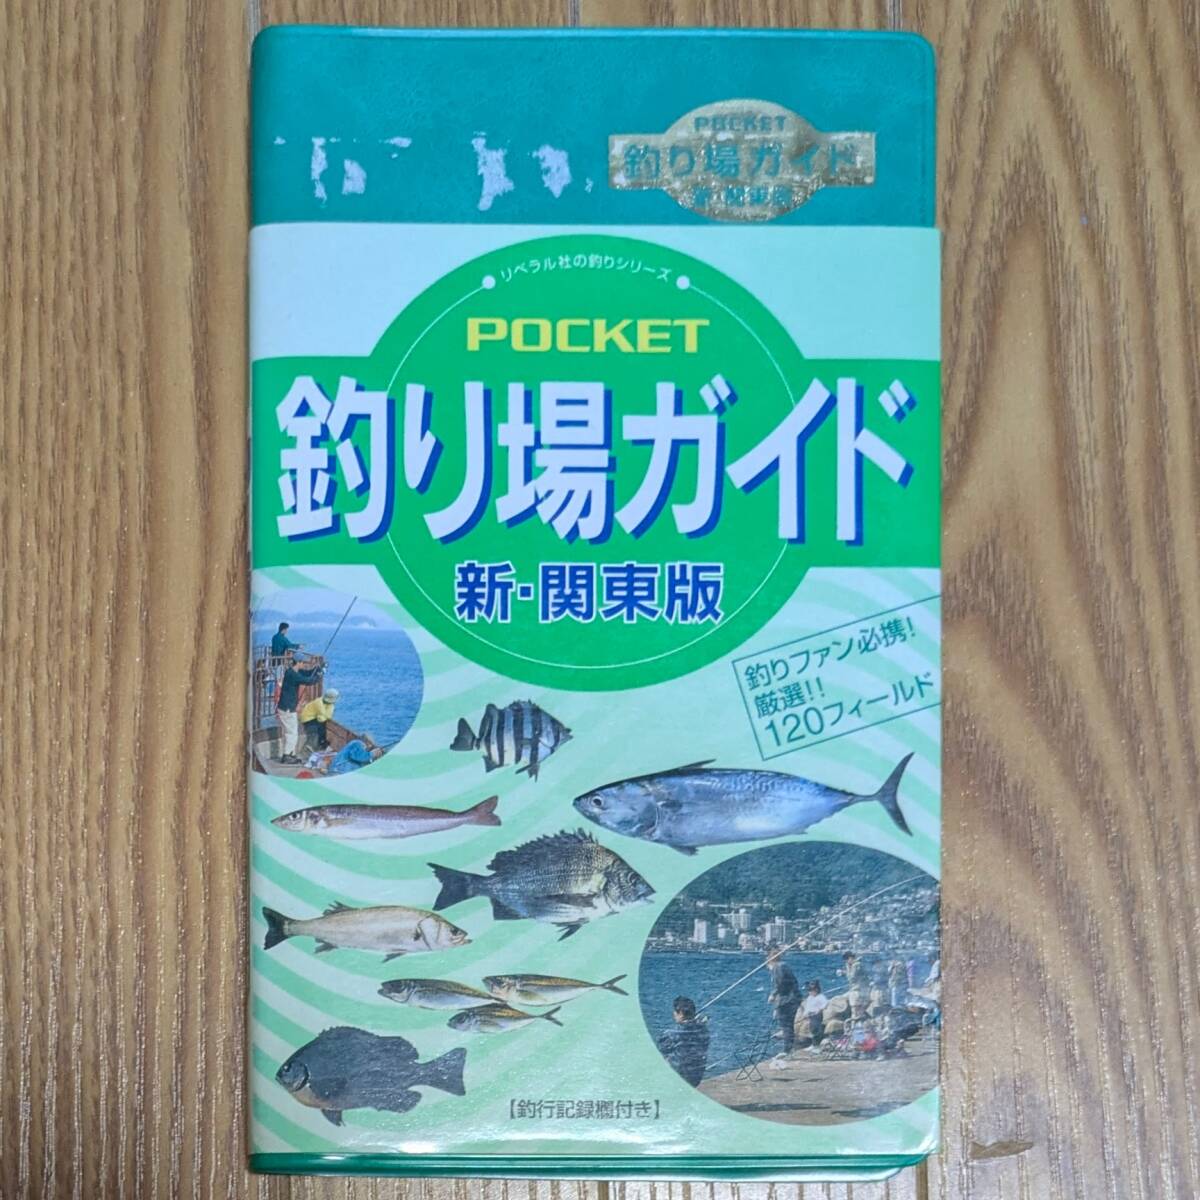 POCKET
釣り場ガイド
新・関東版
リベラル社の釣りシリーズ
POCKET
釣り場ガイド
新・関東版
釣りファン必携!
厳選!!
120フィールド
【釣行記録欄付き】